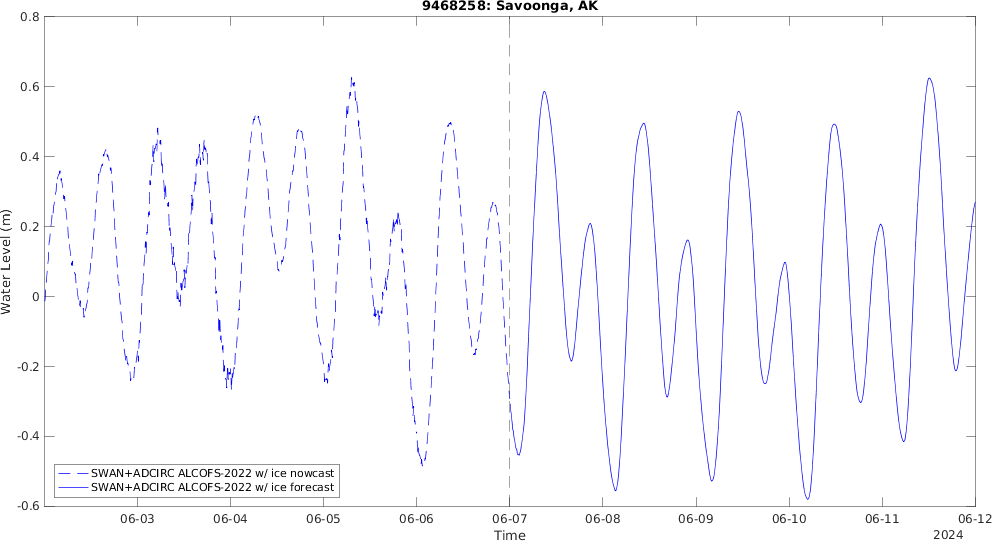 9468258: Savoonga, AK
0.8
0.6
0.4
0.2
0
-0.2
-0.4
-0.6
Water Level (m)
SWAN+ADCIRC ALCOFS-2022 w/ ice nowcast
SWAN+ADCIRC ALCOFS-2022 w/ ice forecast
06-03 06-04 06-05 06-06 06-07 06-08 06-09 06-10 06-11 06-12
Time
2024